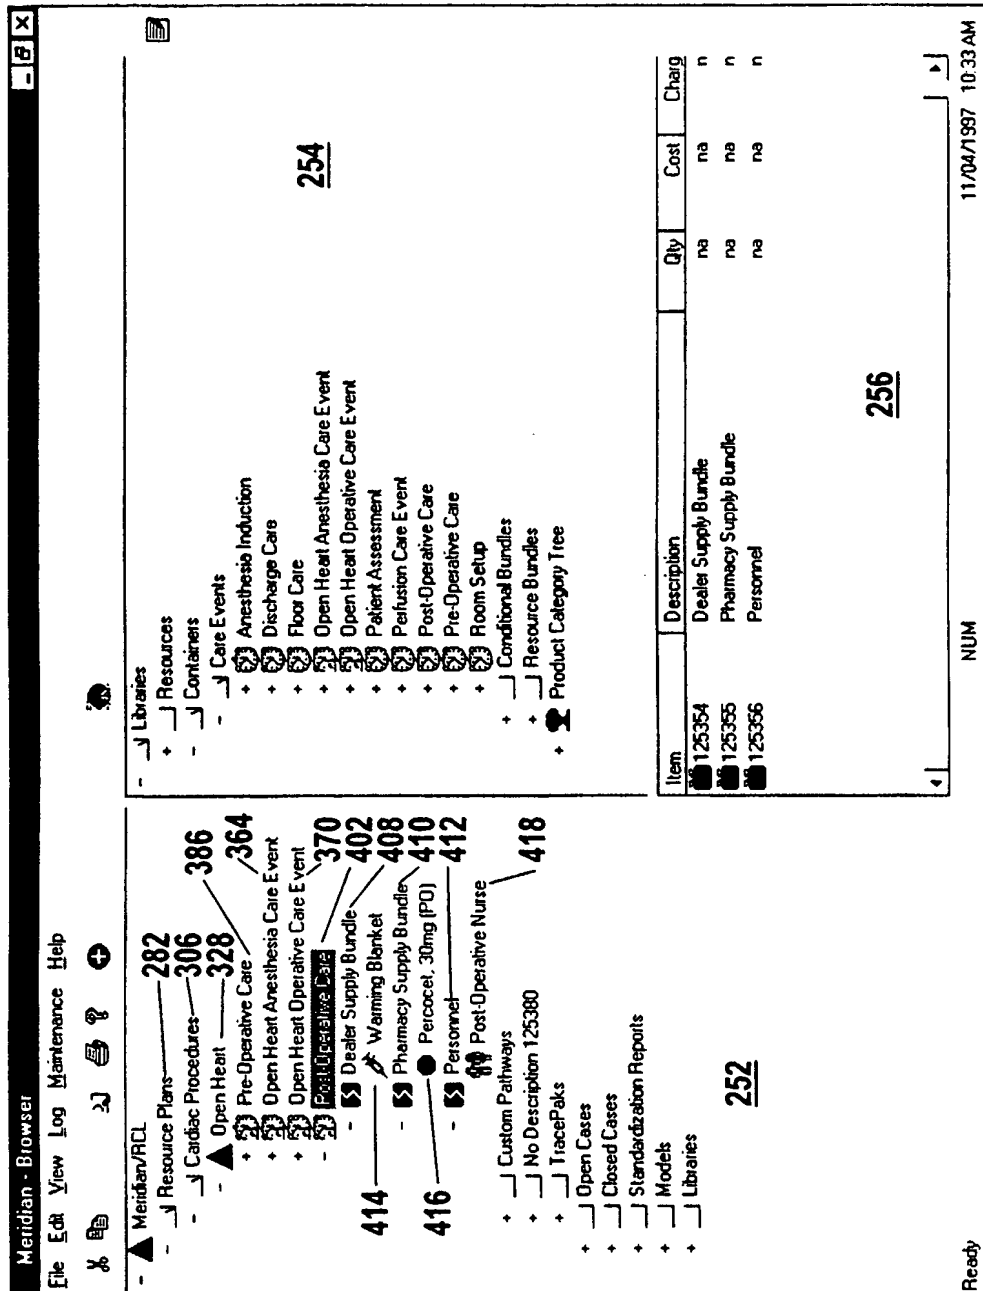 Meridian - Browser
File Edit View Log Maintenance Help
- Meridian/RCL
- Resource Plans 282
- Cardiac Procedures 306
- Open Heart 328
+ Pre-Operative Care 386
+ Open Heart Anesthesia Care Event 364
+ Open Heart Operative Care Event 370
- Post-Operative Care 402
- Dealer Supply Bundle 408
414 Warming Blanket
- Pharmacy Supply Bundle 410
416 Percocet, 30mg (PO)
- Personnel 412
Post-Operative Nurse 418
+ Custom Pathways
+ No Description 125380
+ TracePaks
+ Open Cases
+ Closed Cases
+ Standardization Reports
+ Models
+ Libraries
252
- Libraries
+ Resources
- Containers
- Care Events
+ Anesthesia Induction
+ Discharge Care
+ Floor Care
+ Open Heart Anesthesia Care Event
+ Open Heart Operative Care Event
+ Patient Assessment
+ Perfusion Care Event
+ Post-Operative Care
+ Pre-Operative Care
+ Room Setup
+ Conditional Bundles
+ Resource Bundles
+ Product Category Tree
254
Item Description Qty Cost Charg
125354 Dealer Supply Bundle na na n
125355 Pharmacy Supply Bundle na na n
125356 Personnel na na n
256
Ready NUM 11/04/1997 10:33 AM